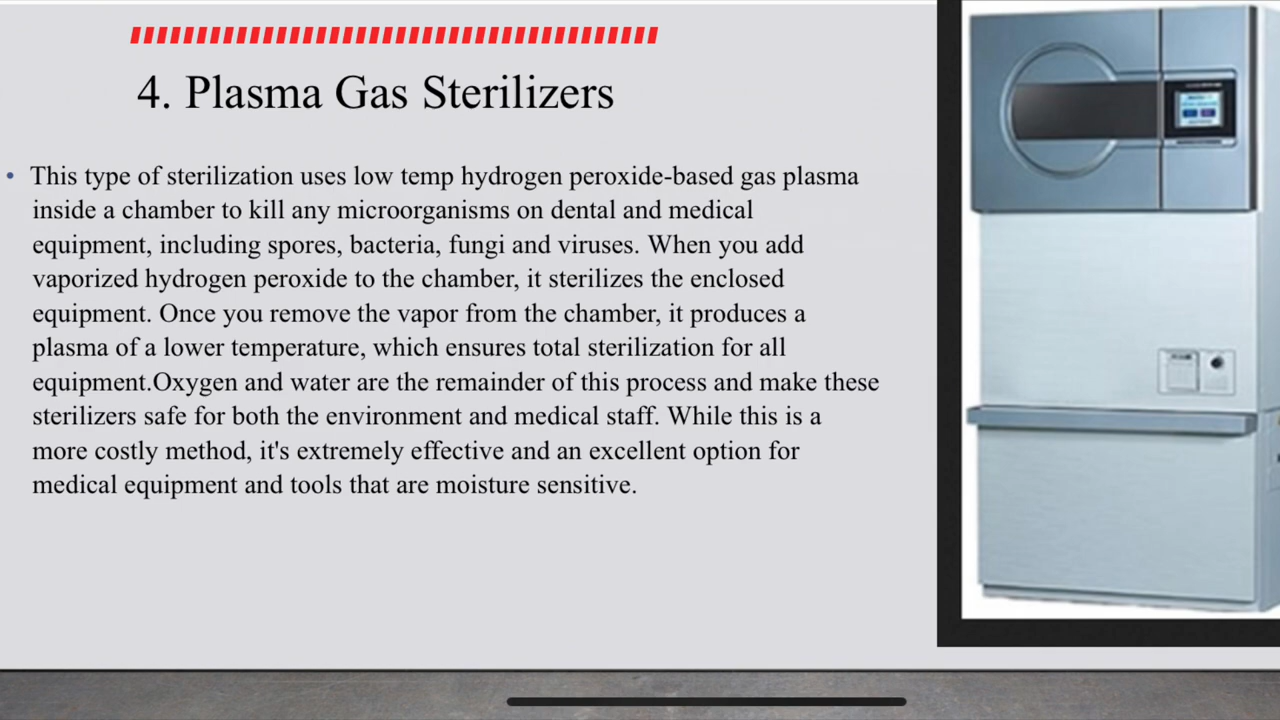 4. Plasma Gas Sterilizers
• This type of sterilization uses low temp hydrogen peroxide-based gas plasma
inside a chamber to kill any microorganisms on dental and medical
equipment, including spores, bacteria, fungi and viruses. When you add
vaporized hydrogen peroxide to the chamber, it sterilizes the enclosed
equipment. Once you remove the vapor from the chamber, it produces a
plasma of a lower temperature, which ensures total sterilization for all
equipment.Oxygen and water are the remainder of this process and make these
sterilizers safe for both the environment and medical staff. While this is a
more costly method, it's extremely effective and an excellent option for
medical equipment and tools that are moisture sensitive.